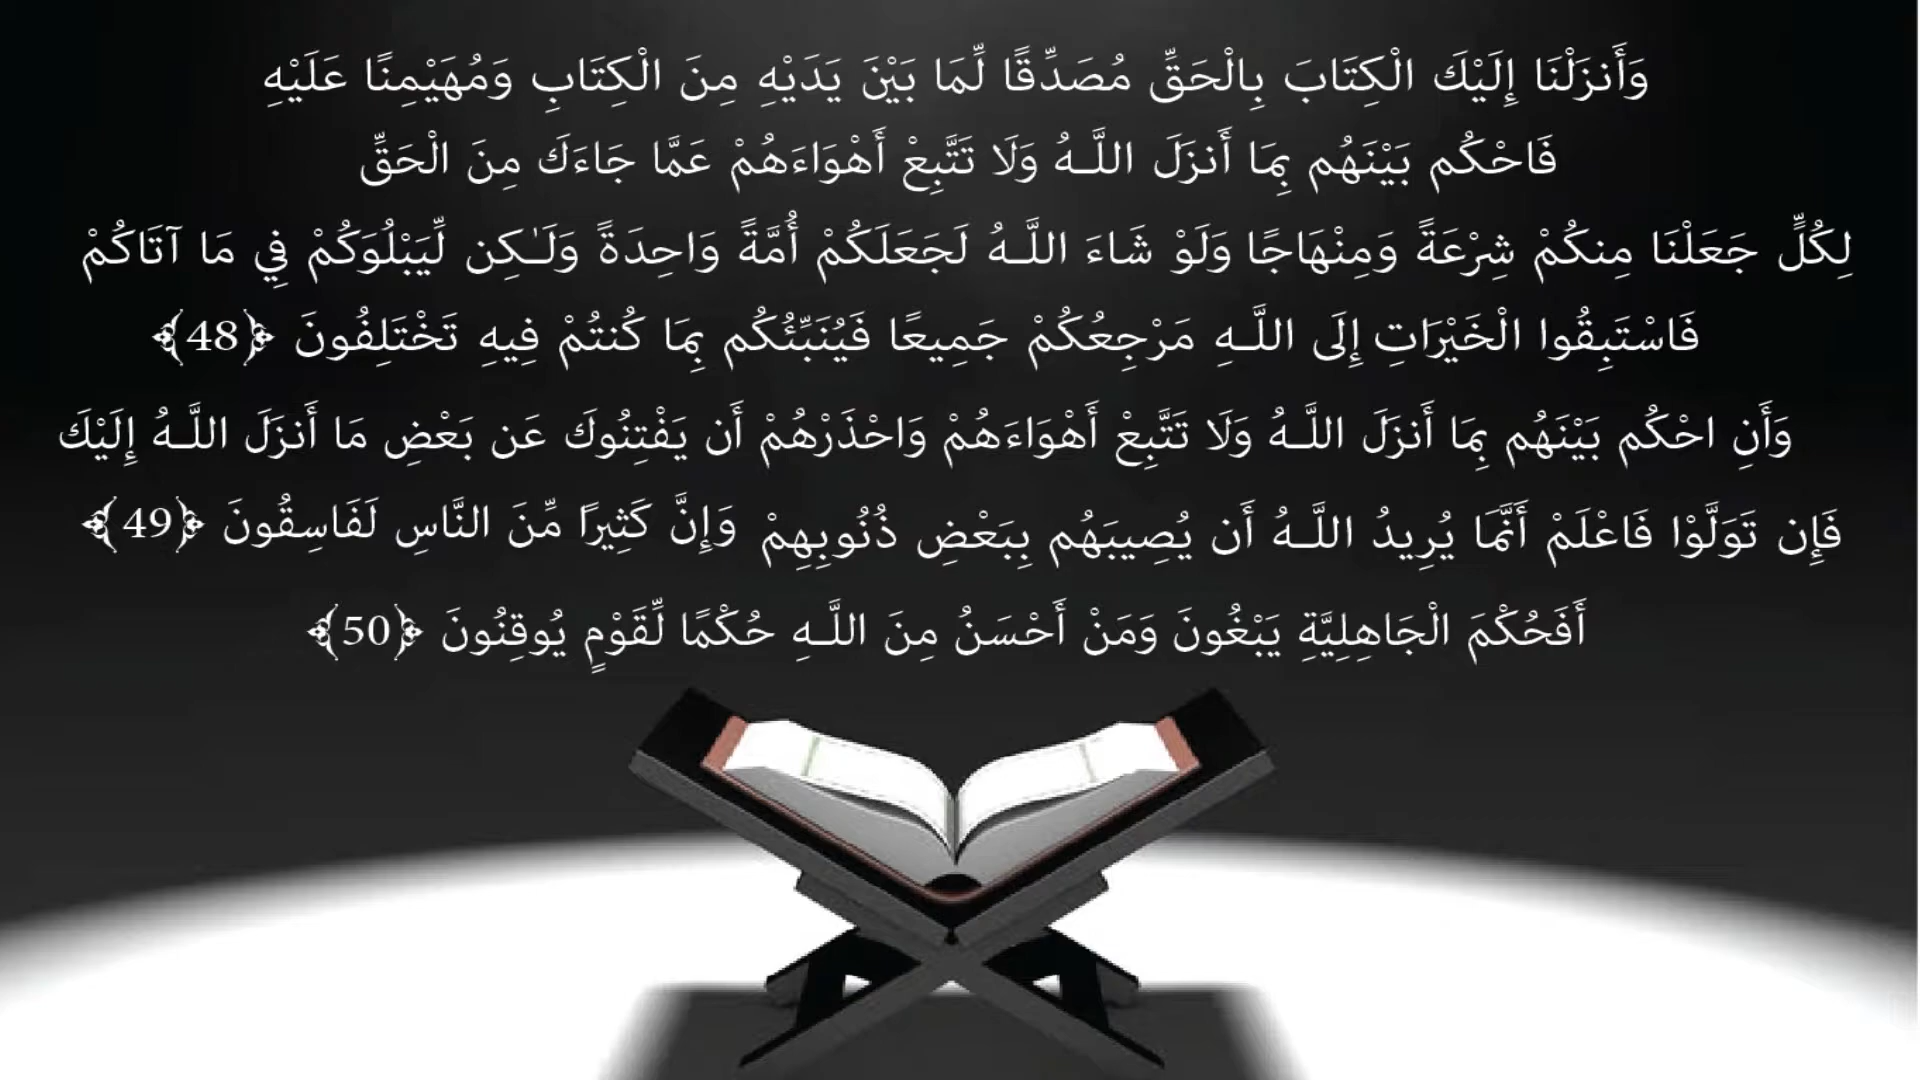 وَأَنزَلْنَا إِلَيْكَ الْكِتَابَ بِالْحَقِّ مُصَدِّقًا لِّمَا بَيْنَ يَدَيْهِ مِنَ الْكِتَابِ وَمُهَيْمِنًا عَلَيْهِ
فَاحْكُم بَيْنَهُم بِمَا أَنزَلَ اللَّـهُ وَلَا تَتَّبِعْ أَهْوَاءَهُمْ عَمَّا جَاءَكَ مِنَ الْحَقِّ
لِكُلٍّ جَعَلْنَا مِنكُمْ شِرْعَةً وَمِنْهَاجًا وَلَوْ شَاءَ اللَّـهُ لَجَعَلَكُمْ أُمَّةً وَاحِدَةً وَلَـٰكِن لِّيَبْلُوَكُمْ فِي مَا آتَاكُمْ
فَاسْتَبِقُوا الْخَيْرَاتِ إِلَى اللَّـهِ مَرْجِعُكُمْ جَمِيعًا فَيُنَبِّئُكُم بِمَا كُنتُمْ فِيهِ تَخْتَلِفُونَ ﴿48﴾
وَأَنِ احْكُم بَيْنَهُم بِمَا أَنزَلَ اللَّـهُ وَلَا تَتَّبِعْ أَهْوَاءَهُمْ وَاحْذَرْهُمْ أَن يَفْتِنُوكَ عَن بَعْضِ مَا أَنزَلَ اللَّـهُ إِلَيْكَ
فَإِن تَوَلَّوْا فَاعْلَمْ أَنَّمَا يُرِيدُ اللَّـهُ أَن يُصِيبَهُم بِبَعْضِ ذُنُوبِهِمْ وَإِنَّ كَثِيرًا مِّنَ النَّاسِ لَفَاسِقُونَ ﴿49﴾
أَفَحُكْمَ الْجَاهِلِيَّةِ يَبْغُونَ وَمَنْ أَحْسَنُ مِنَ اللَّـهِ حُكْمًا لِّقَوْمٍ يُوقِنُونَ ﴿50﴾